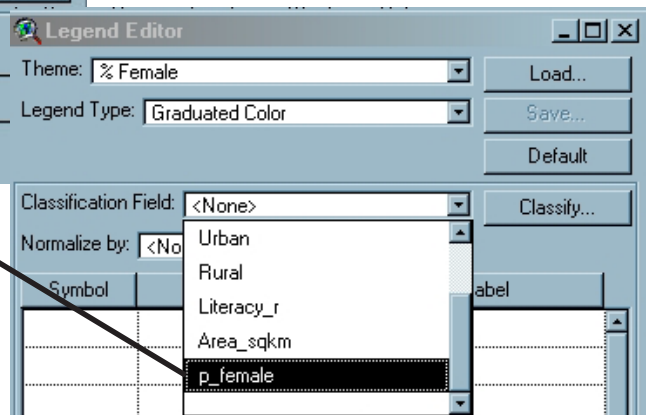 Legend Editor
Theme: % Female
Load...
Legend Type: Graduated Color
Save...
Default
Classification Field: <None>
Classify...
Normalize by: <No
Urban
Rural
Symbol
abel
Literacy_r
Area_sqkm
p_female